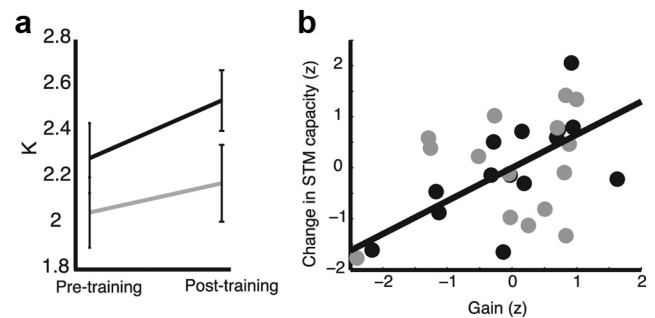 a
2.8
2.6
2.4
2.2
2
1.8
K
Pre-training Post-training
b
2
1
0
−1
−2
Change in STM capacity (z)
−2 −1 0 1 2
Gain (z)